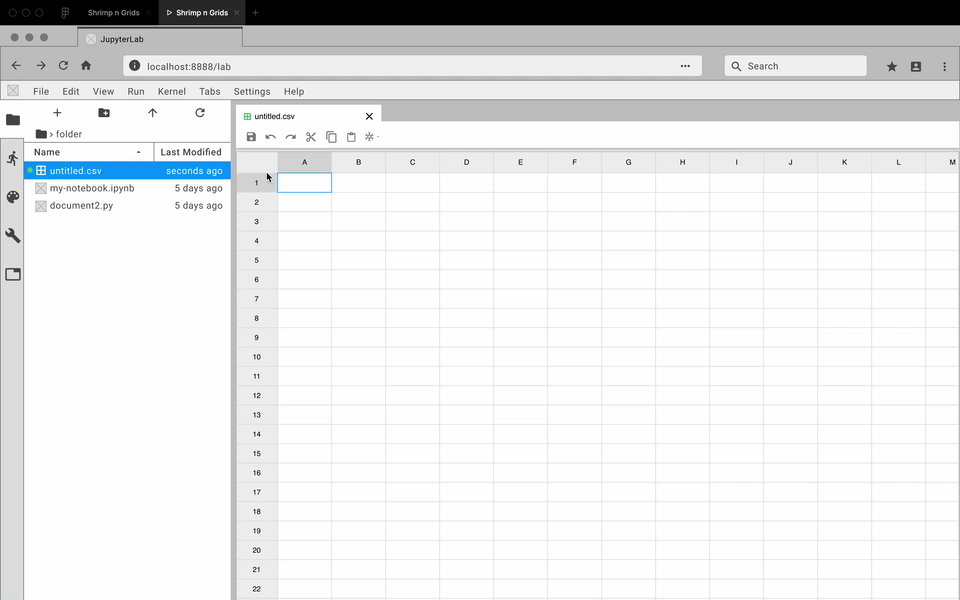 Shrimp n Grids
Shrimp n Grids
JupyterLab
localhost:8888/lab
Search
File Edit View Run Kernel Tabs Settings Help
untitled.csv
› folder
Name Last Modified
untitled.csv seconds ago
my-notebook.ipynb 5 days ago
document2.py 5 days ago
A B C D E F G H I J K L M
1
2
3
4
5
6
7
8
9
10
11
12
13
14
15
16
17
18
19
20
21
22